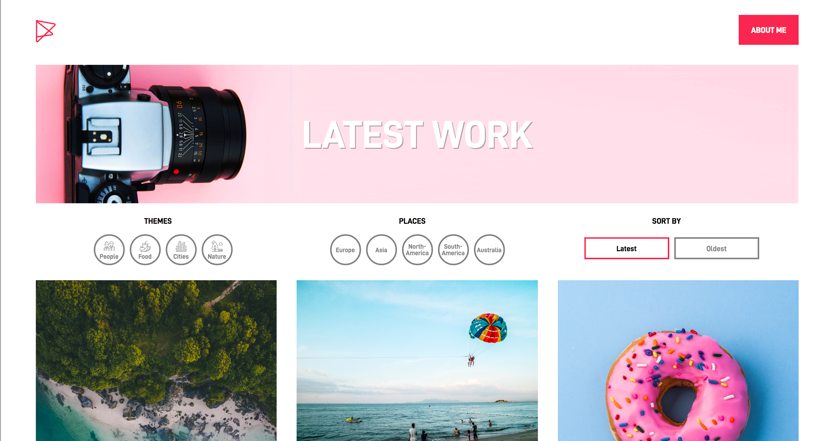 ABOUT ME
LATEST WORK
THEMES
PLACES
SORT BY
People
Food
Cities
Nature
Europe
Asia
North-
America
South-
America
Australia
Latest
Oldest